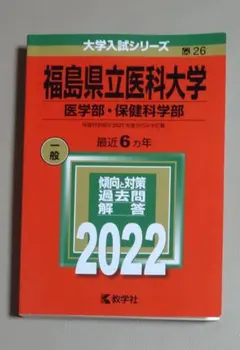 大学入試シリーズ
26
福島県立医科大学
医学部・保健科学部
一般
最近6カ年
傾向と対策
過去問
解答
2022
教学社